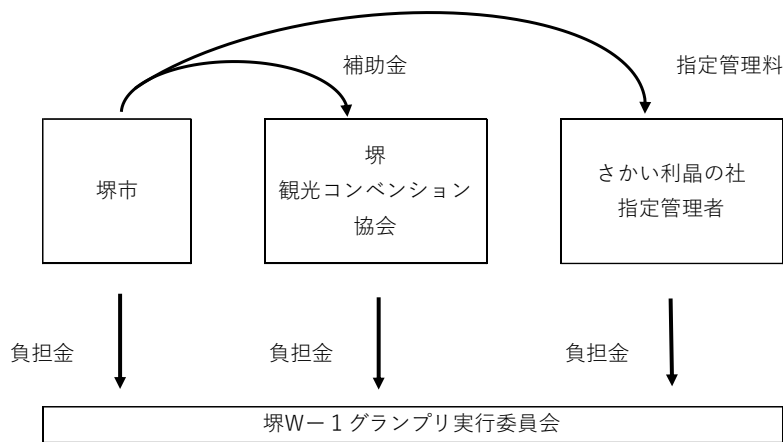 補助金
指定管理料
堺市
堺
観光コンベンション
協会
さかい利晶の社
指定管理者
負担金
負担金
負担金
堺W－１グランプリ実行委員会